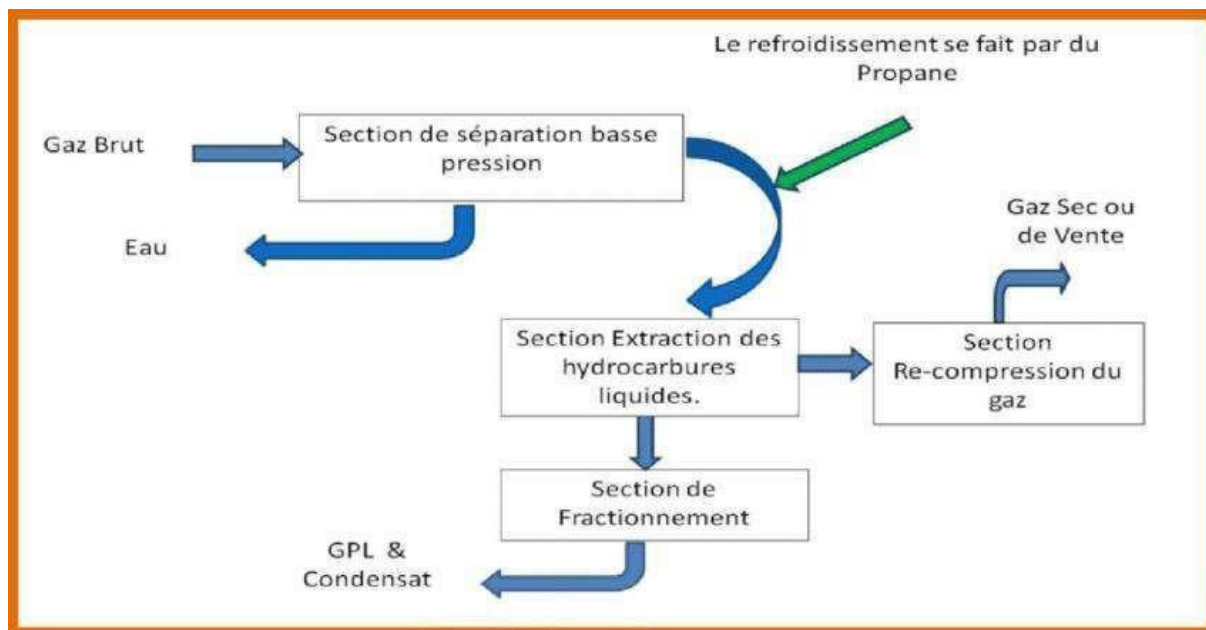 Le refroidissement se fait par du
Propane
Gaz Brut
Section de séparation basse
pression
Eau
Gaz Sec ou
de Vente
Section Extraction des
hydrocarbures
liquides.
Section
Re-compression du
gaz
Section de
Fractionnement
GPL &
Condensat